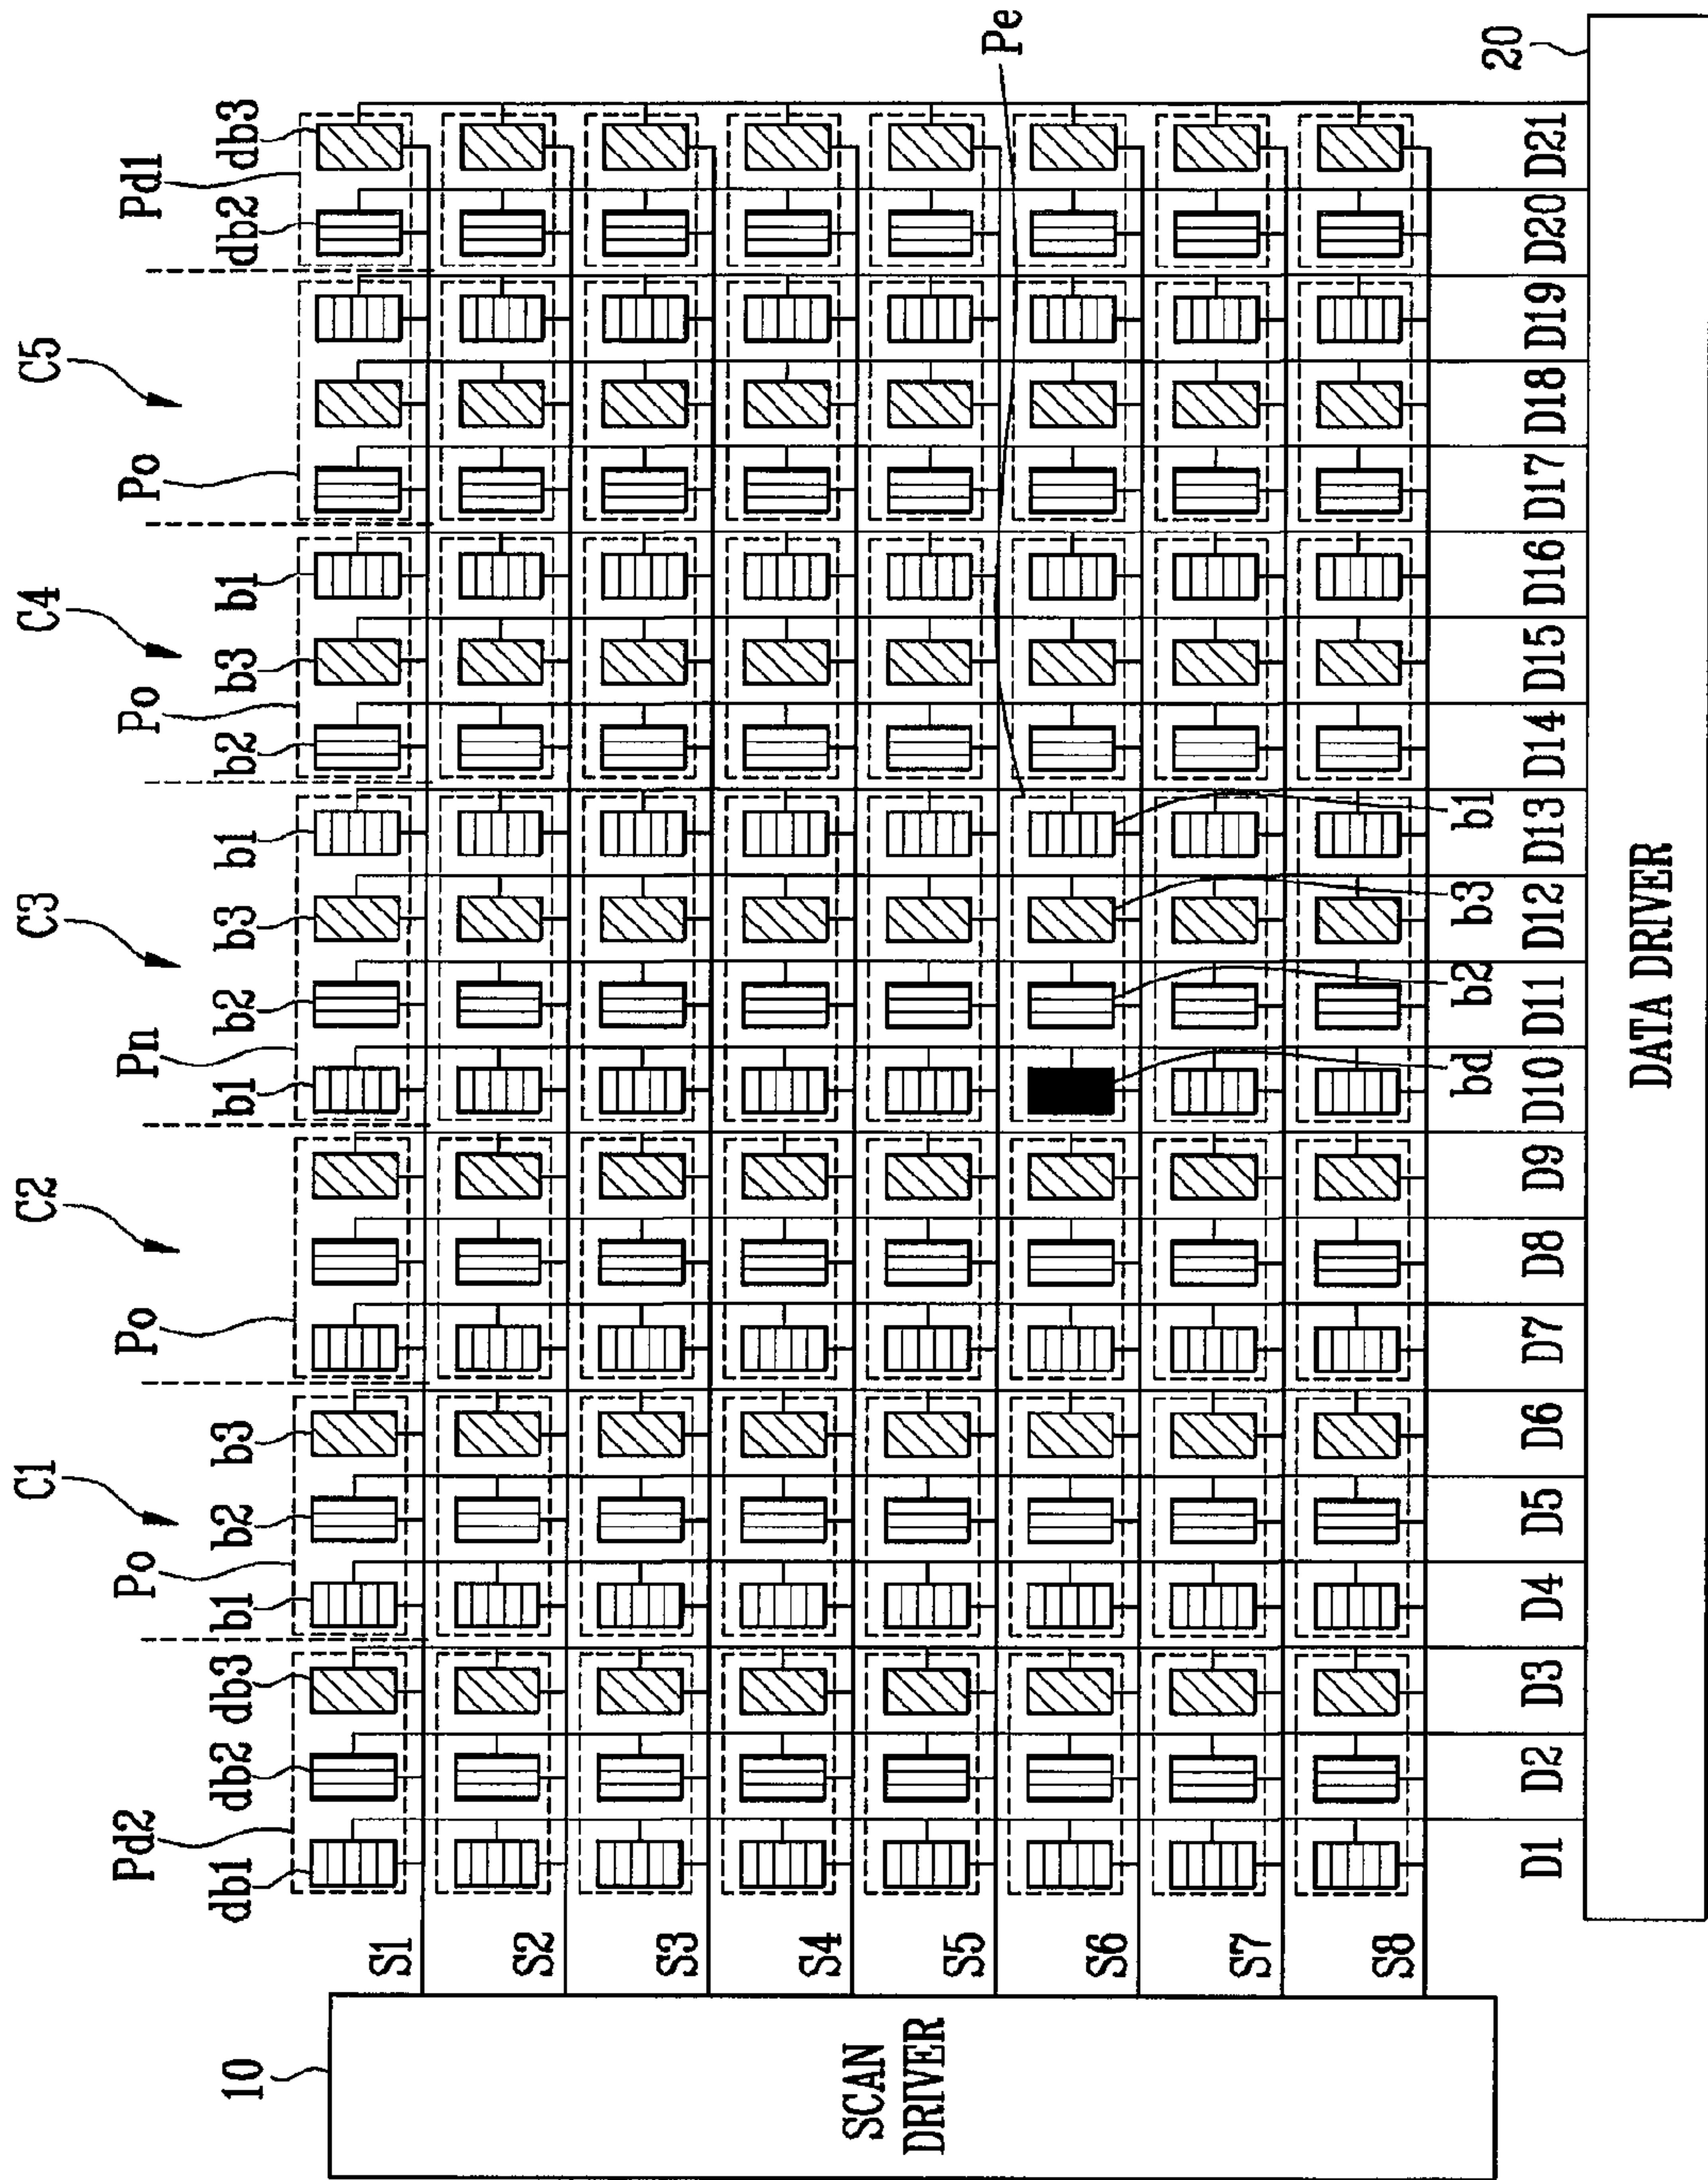 C1
C2
C3
C4
C5
Pd2
Po
Po
Pn
Po
Po
Pd1
db1
db2
db3
b1
b2
b3
b1
b2
b3
b1
b2
b3
b1
db2
db3
10
SCAN
DRIVER
S1
S2
S3
S4
S5
S6
S7
S8
Pe
bd
b2
b3
b1
D1
D2
D3
D4
D5
D6
D7
D8
D9
D10
D11
D12
D13
D14
D15
D16
D17
D18
D19
D20
D21
20
DATA DRIVER